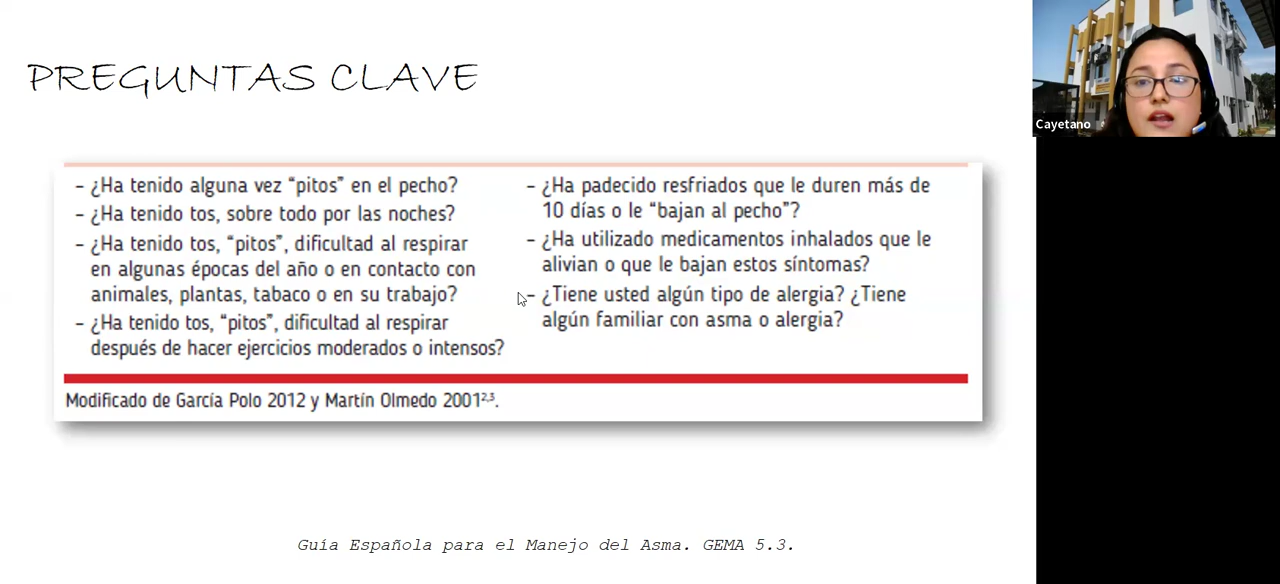 PREGUNTAS CLAVE
– ¿Ha tenido alguna vez “pitos” en el pecho?
– ¿Ha tenido tos, sobre todo por las noches?
– ¿Ha tenido tos, “pitos”, dificultad al respirar
en algunas épocas del año o en contacto con
animales, plantas, tabaco o en su trabajo?
– ¿Ha tenido tos, “pitos”, dificultad al respirar
después de hacer ejercicios moderados o intensos?
– ¿Ha padecido resfriados que le duren más de
10 días o le “bajan al pecho”?
– ¿Ha utilizado medicamentos inhalados que le
alivian o que le bajan estos síntomas?
– ¿Tiene usted algún tipo de alergia? ¿Tiene
algún familiar con asma o alergia?
Modificado de García Polo 2012 y Martín Olmedo 2001²,³.
Guía Española para el Manejo del Asma. GEMA 5.3.
Cayetano